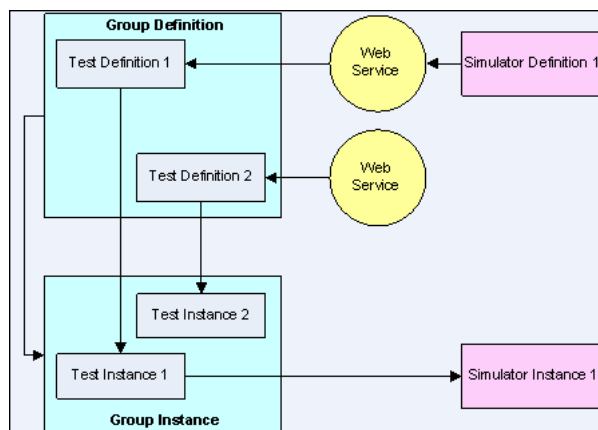 Group Definition
Test Definition 1
Web
Service
Simulator Definition 1
Test Definition 2
Web
Service
Test Instance 2
Test Instance 1
Simulator Instance 1
Group Instance